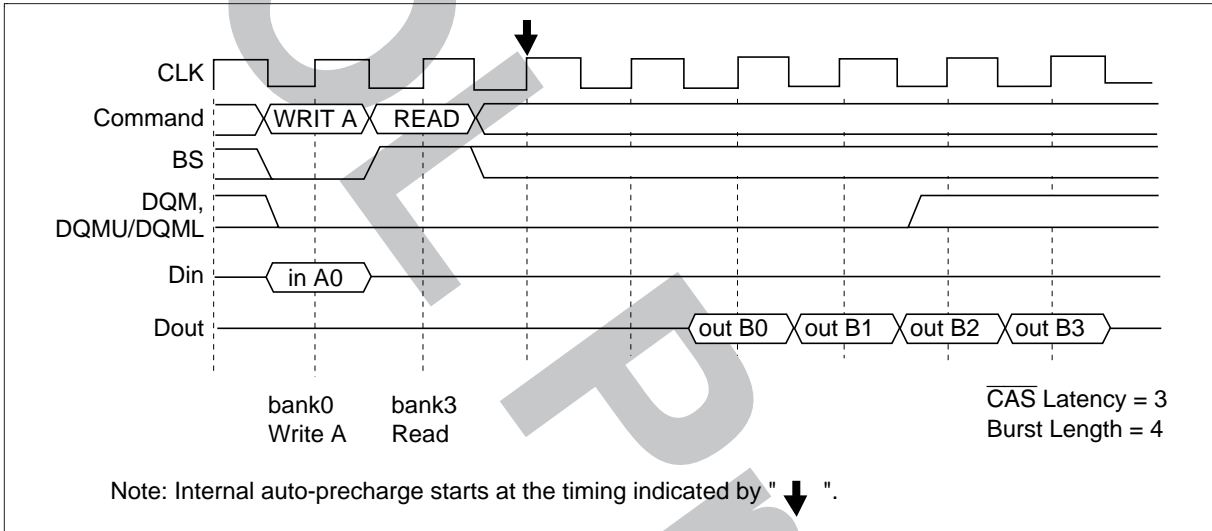 CLK
Command WRIT A READ
BS
DQM,
DQMU/DQML
Din in A0
Dout out B0 out B1 out B2 out B3
bank0 bank3
Write A Read
CAS Latency = 3
Burst Length = 4
Note: Internal auto-precharge starts at the timing indicated by " ".